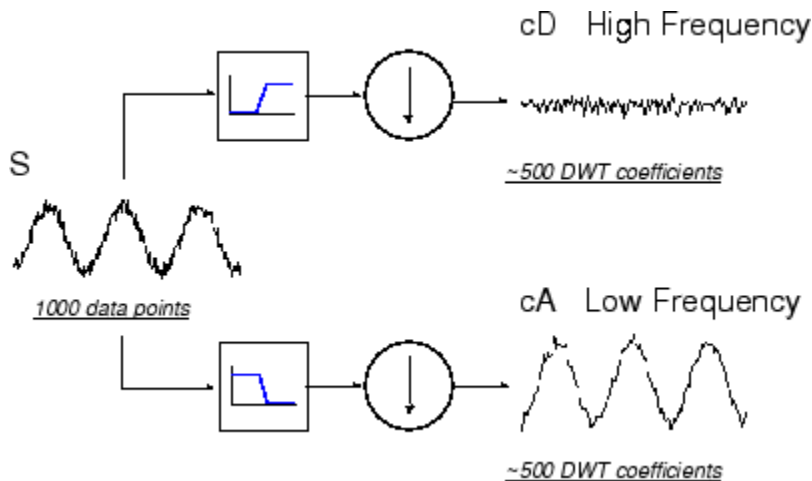 cD High Frequency
~500 DWT coefficients
S
1000 data points
cA Low Frequency
~500 DWT coefficients